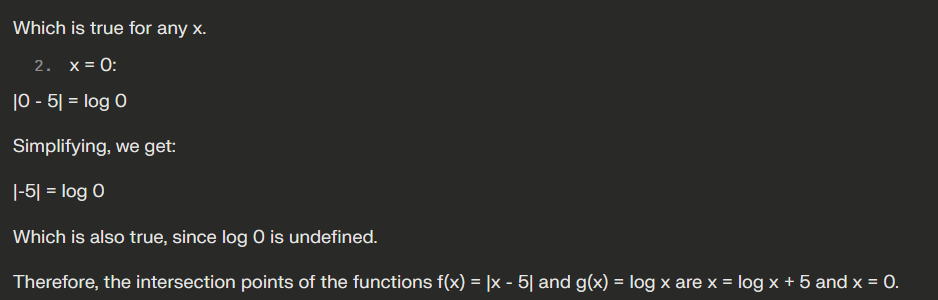 Which is true for any x.
2. x = 0:
|0 - 5| = log 0
Simplifying, we get:
|-5| = log 0
Which is also true, since log 0 is undefined.
Therefore, the intersection points of the functions f(x) = |x - 5| and g(x) = log x are x = log x + 5 and x = 0.